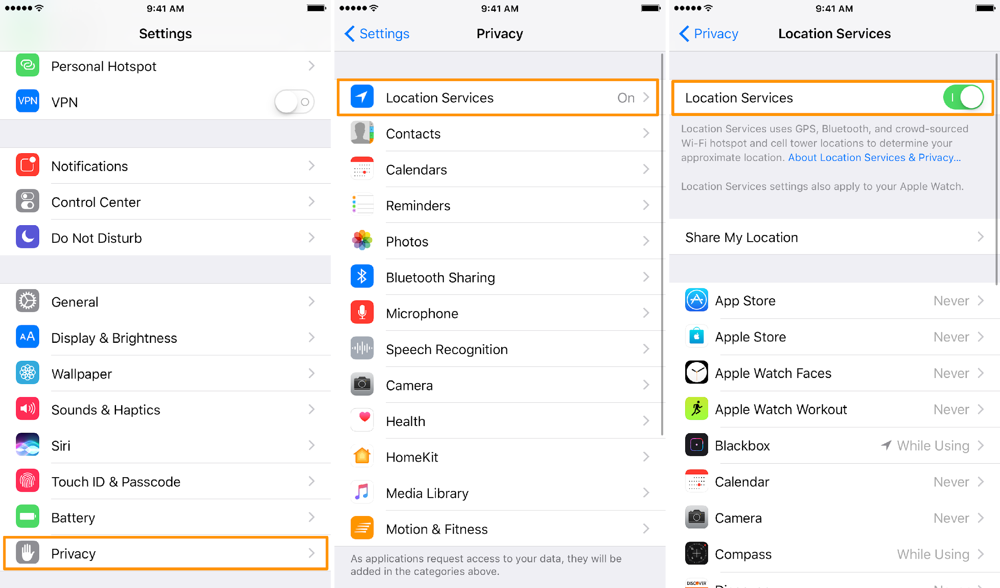 9:41 AM
Settings
Personal Hotspot
VPN
VPN
Notifications
Control Center
Do Not Disturb
General
AA
Display & Brightness
Wallpaper
Sounds & Haptics
Siri
Touch ID & Passcode
Battery
Privacy
9:41 AM
Settings
Privacy
Location Services
On
Contacts
Calendars
Reminders
Photos
Bluetooth Sharing
Microphone
Speech Recognition
Camera
Health
HomeKit
Media Library
Motion & Fitness
As applications request access to your data, they will be
added in the categories above.
9:41 AM
Privacy
Location Services
Location Services
Location Services uses GPS, Bluetooth, and crowd-sourced
Wi-Fi hotspot and cell tower locations to determine your
approximate location. About Location Services & Privacy...
Location Services settings also apply to your Apple Watch.
Share My Location
App Store
Never
Apple Store
Never
Apple Watch Faces
Never
Apple Watch Workout
Never
Blackbox
While Using
Calendar
Never
Camera
Never
Compass
While Using
DISCOVER